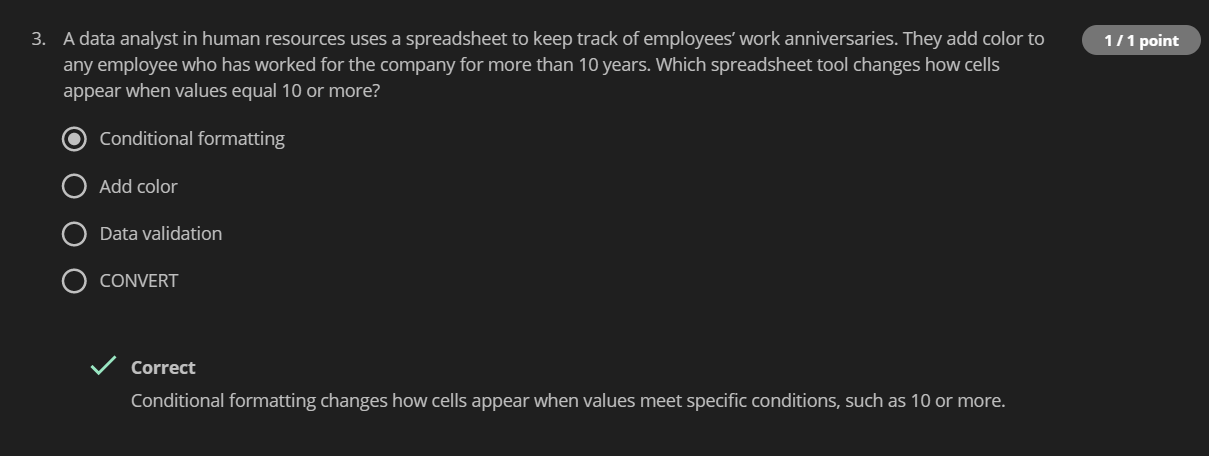 3. A data analyst in human resources uses a spreadsheet to keep track of employees’ work anniversaries. They add color to
1 / 1 point
any employee who has worked for the company for more than 10 years. Which spreadsheet tool changes how cells
appear when values equal 10 or more?
Conditional formatting
Add color
Data validation
CONVERT
Correct
Conditional formatting changes how cells appear when values meet specific conditions, such as 10 or more.